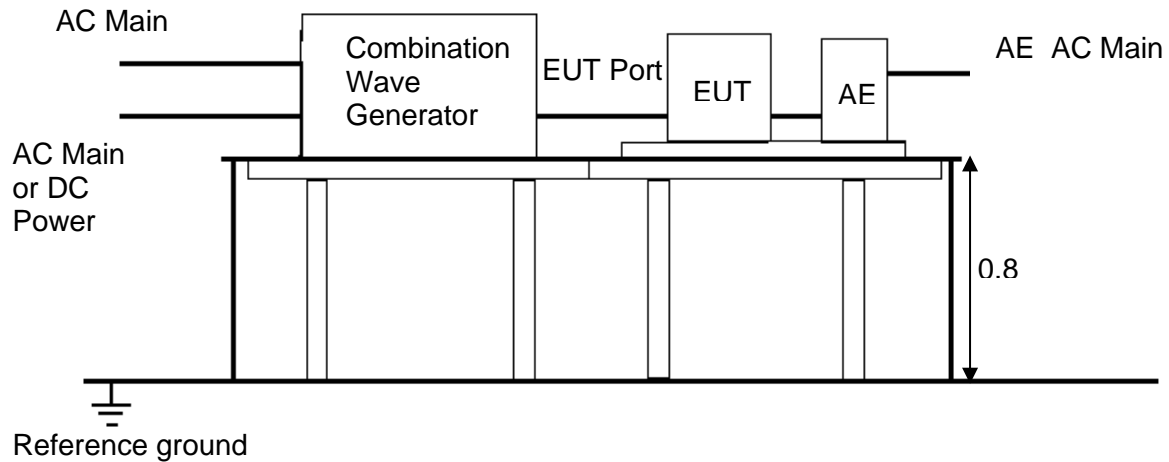 AC Main
Combination
Wave
Generator
EUT Port
EUT
AE
AE AC Main
AC Main
or DC
Power
0.8
Reference ground